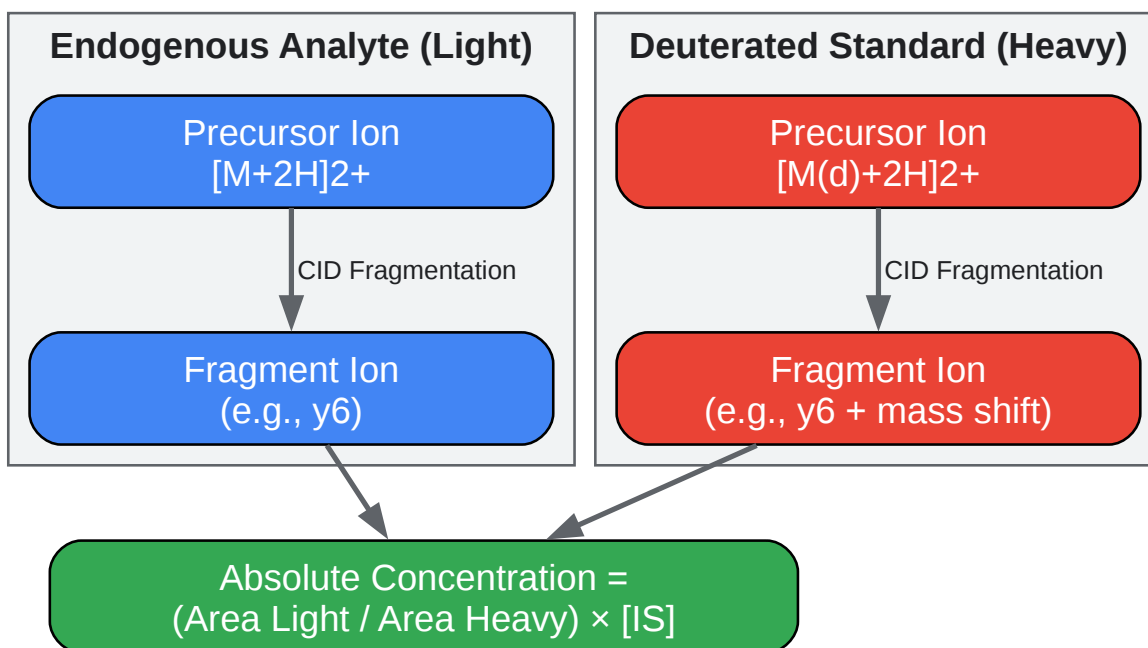 Endogenous Analyte (Light)
Precursor Ion
[M+2H]2+
CID Fragmentation
Fragment Ion
(e.g., y6)
Deuterated Standard (Heavy)
Precursor Ion
[M(d)+2H]2+
CID Fragmentation
Fragment Ion
(e.g., y6 + mass shift)
Absolute Concentration =
(Area Light / Area Heavy) × [IS]